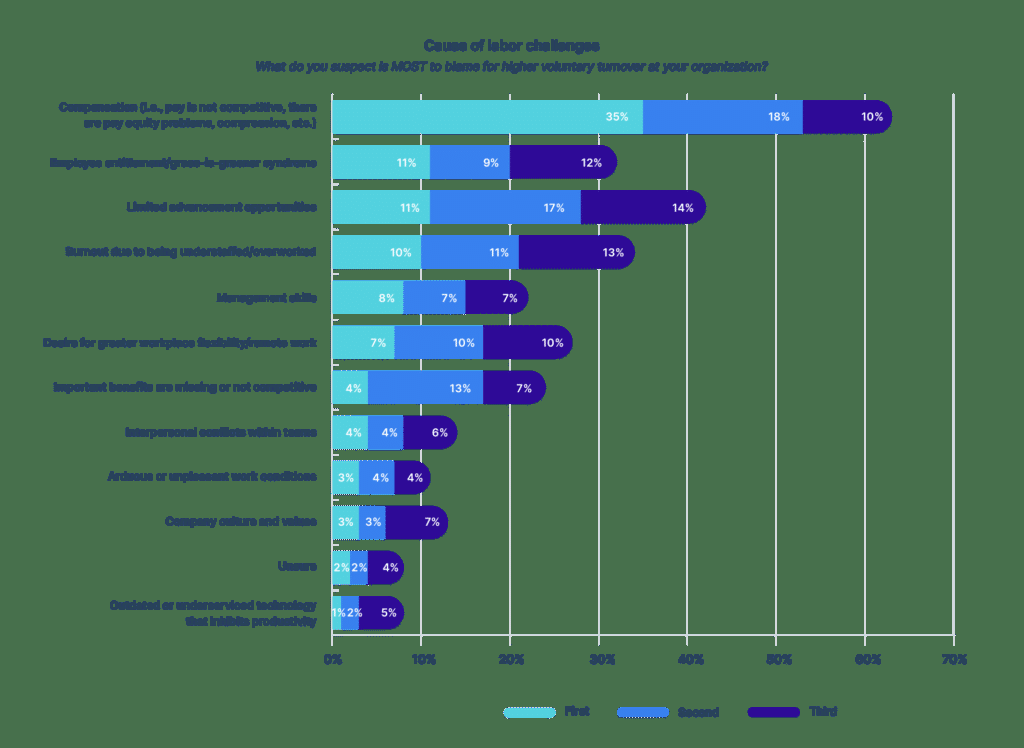 Cause of labor challenges
What do you suspect is MOST to blame for higher voluntary turnover at your organization?
Compensation (i.e., pay is not competitive, there
are pay equity problems, compression, etc.)
35% 18% 10%
Employee entitlement/grass-is-greener syndrome
11% 9% 12%
Limited advancement opportunities
11% 17% 14%
Burnout due to being understaffed/overworked
10% 11% 13%
Management skills
8% 7% 7%
Desire for greater workplace flexibility/remote work
7% 10% 10%
Important benefits are missing or not competitive
4% 13% 7%
Interpersonal conflicts within teams
4% 4% 6%
Arduous or unpleasant work conditions
3% 4% 4%
Company culture and values
3% 3% 7%
Unsure
2% 2% 4%
Outdated or underserviced technology
that inhibits productivity
1% 2% 5%
0% 10% 20% 30% 40% 50% 60% 70%
First Second Third